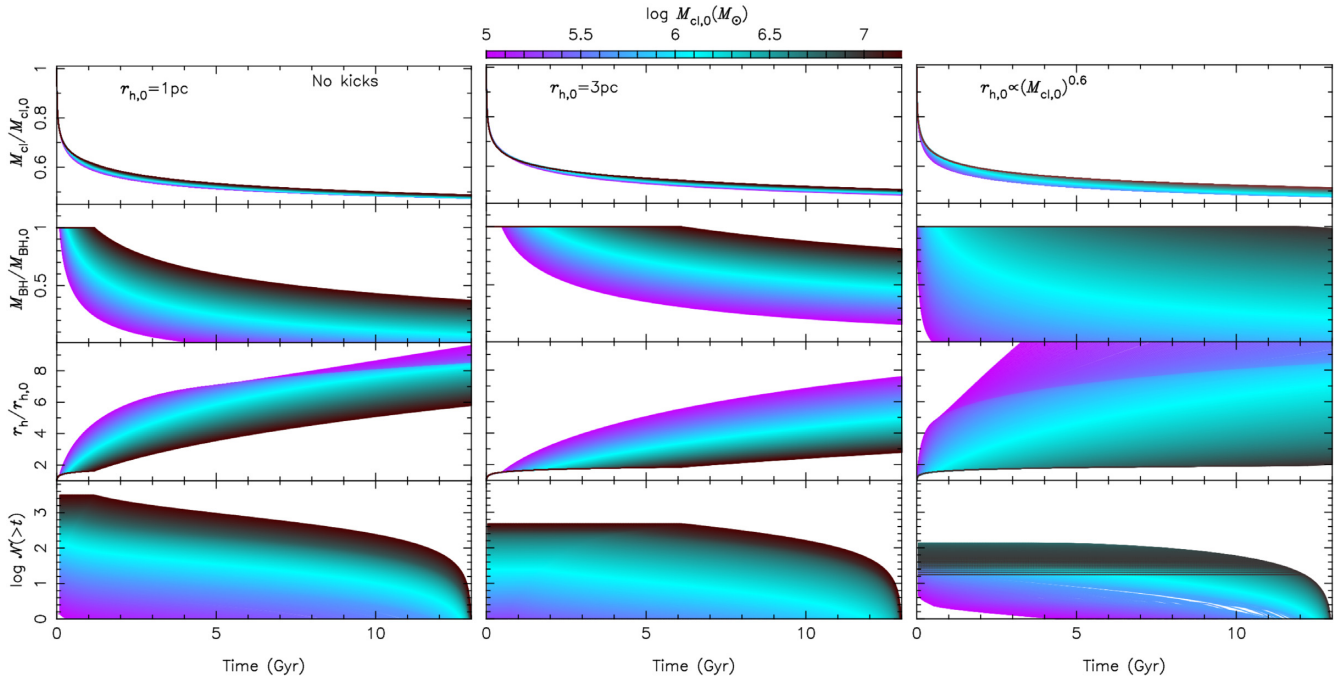 log M_cl,0(M_⊙)
5 5.5 6 6.5 7
No kicks
r_h,0=1pc
r_h,0=3pc
r_h,0∝(M_cl,0)^0.6
M_cl/M_cl,0
1
0.8
0.6
M_BH/M_BH,0
1
0.5
r_h/r_h,0
8
6
4
2
log 𝒩(>t)
3
2
1
0
0 5 10
0 5 10
5 10
Time (Gyr)
Time (Gyr)
Time (Gyr)